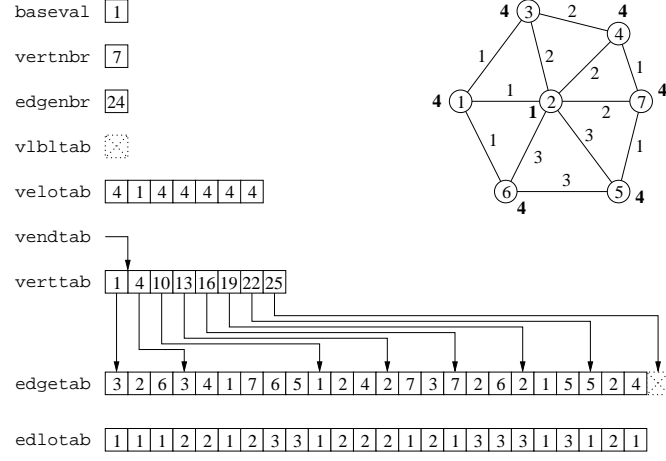 baseval 1
vertnbr 7
edgenbr 24
vlbltab
velotab 4 1 4 4 4 4 4
vendtab
verttab 1 4 10 13 16 19 22 25
edgetab 3 2 6 3 4 1 7 6 5 1 2 4 2 7 3 7 2 6 2 1 5 5 2 4
edlotab 1 1 1 2 2 1 2 3 3 1 2 2 2 1 2 1 3 3 3 1 3 1 2 1
4 3 2 4
4
1 2 2 1
4 1 1 2 2 7 4
1
1 3 3 1
6 3 5 4
4